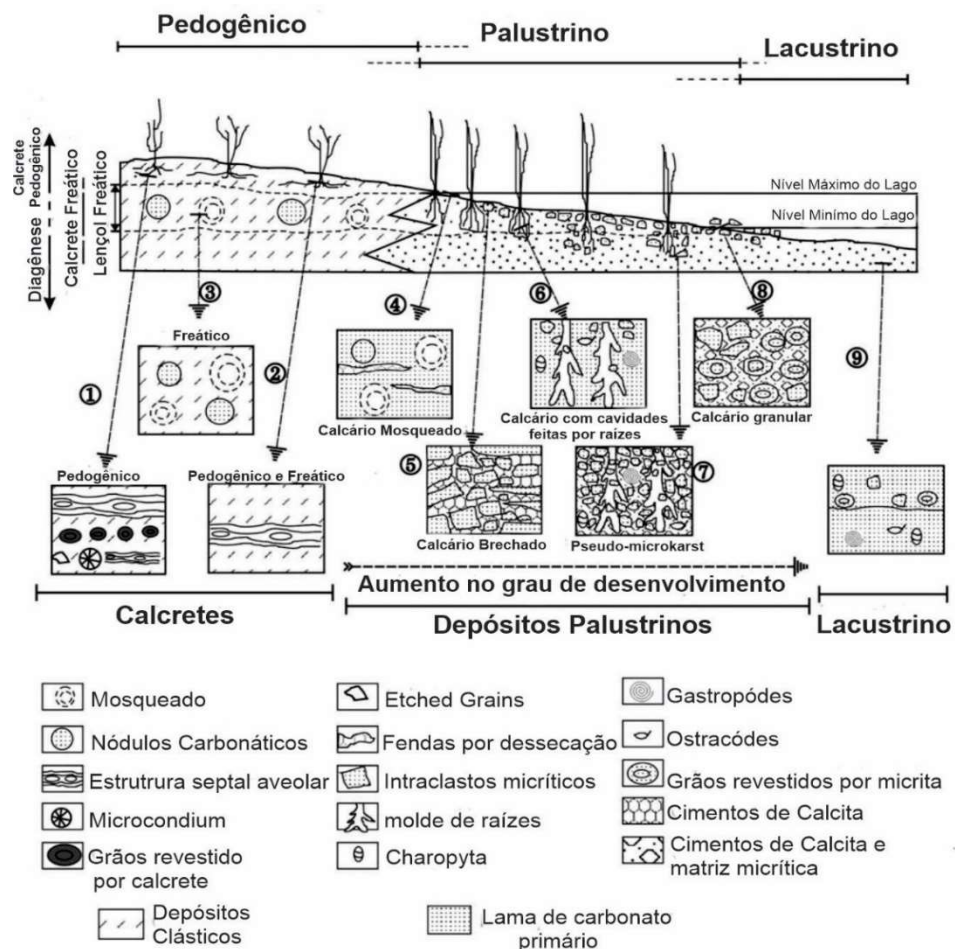 Pedogênico
Palustrino
Lacustrino
Calcrete
Pedogênico
Diagênese
Calcrete Freático
Lençol Freático
Nível Máximo do Lago
Nível Minímo do Lago
③
④
⑥
⑧
Freático
①
②
⑨
Calcário Mosqueado
Calcário com cavidades
feitas por raízes
Calcário granular
Pedogênico
Pedogênico e Freático
⑤
⑦
Calcário Brechado
Pseudo-microkarst
Aumento no grau de desenvolvimento
Calcretes
Depósitos Palustrinos
Lacustrino
Mosqueado
Nódulos Carbonáticos
Estrutrura septal aveolar
Microcondium
Grãos revestido
por calcrete
Etched Grains
Fendas por dessecação
Intraclastos micríticos
molde de raízes
Charopyta
Gastropódes
Ostracódes
Grãos revestidos por micrita
Cimentos de Calcita
Cimentos de Calcita e
matriz micrítica
Depósitos
Clásticos
Lama de carbonato
primário